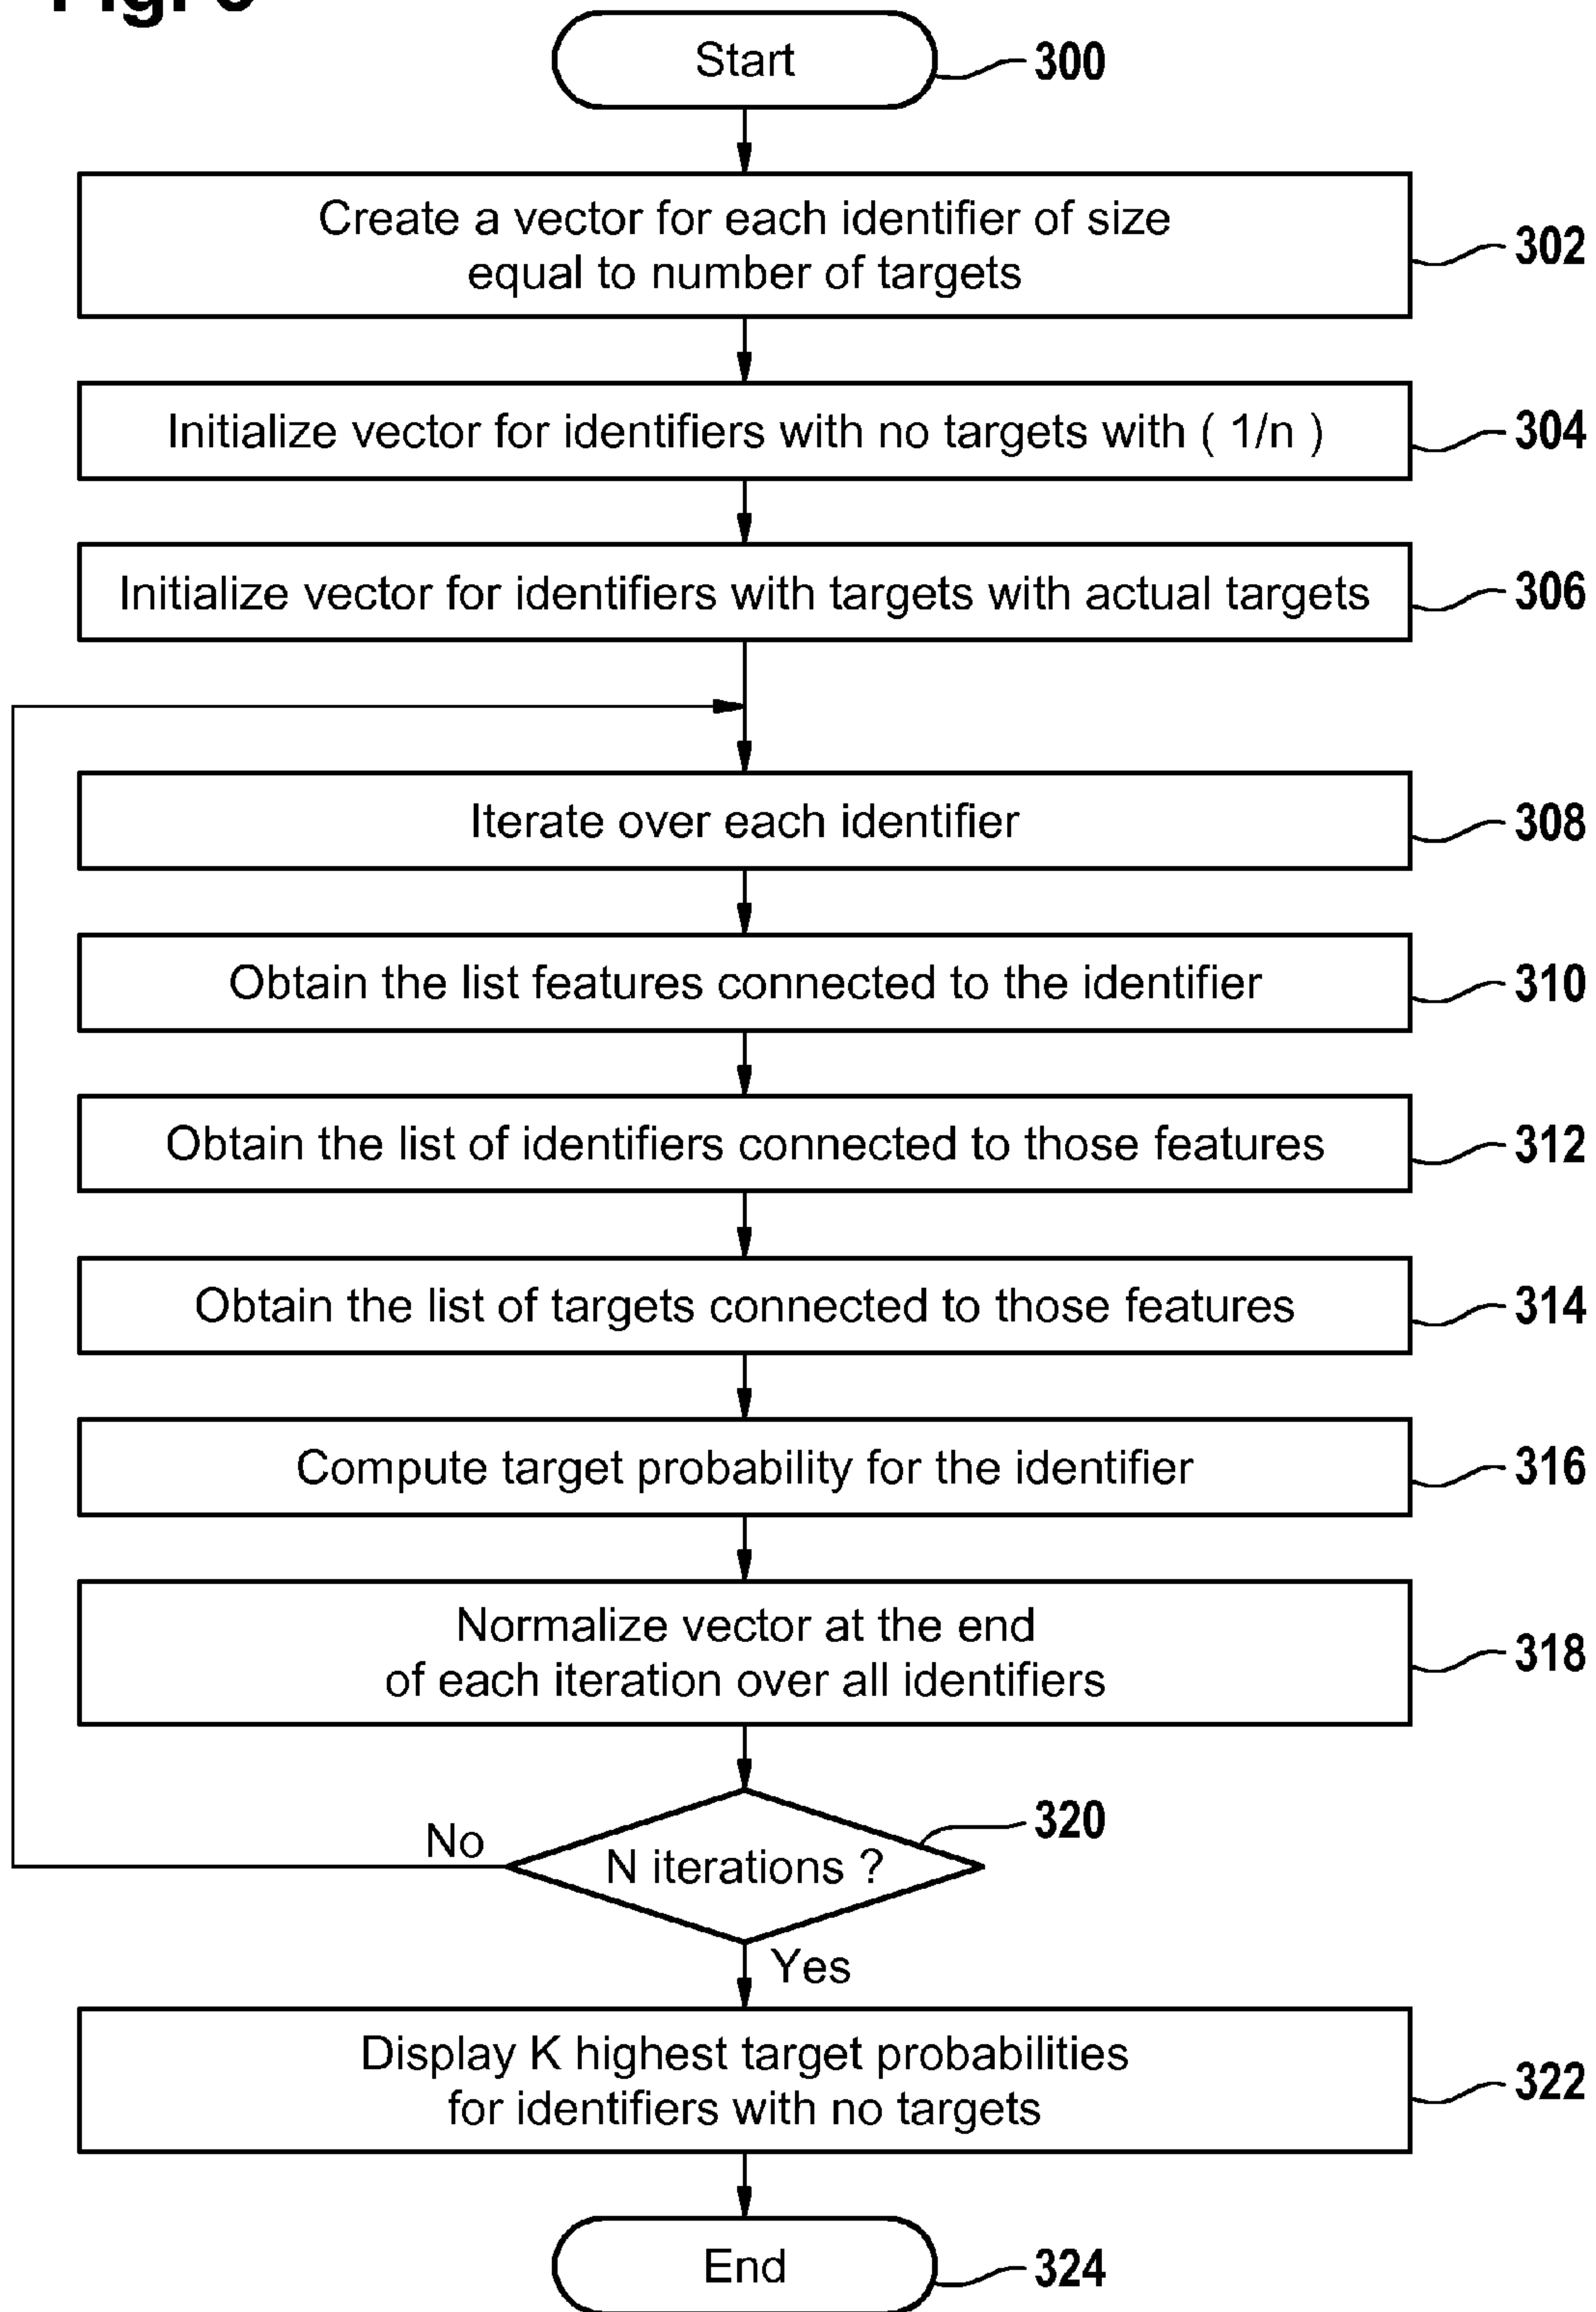 Start
300
Create a vector for each identifier of size
equal to number of targets
302
Initialize vector for identifiers with no targets with ( 1/n )
304
Initialize vector for identifiers with targets with actual targets
306
Iterate over each identifier
308
Obtain the list features connected to the identifier
310
Obtain the list of identifiers connected to those features
312
Obtain the list of targets connected to those features
314
Compute target probability for the identifier
316
Normalize vector at the end
of each iteration over all identifiers
318
No
N iterations ?
320
Yes
Display K highest target probabilities
for identifiers with no targets
322
End
324